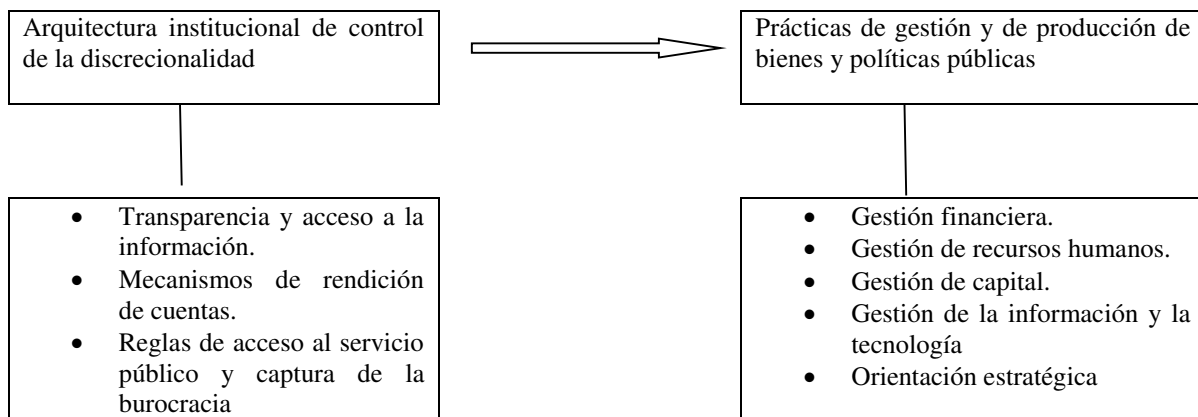 Arquitectura institucional de control
de la discrecionalidad
Prácticas de gestión y de producción de
bienes y políticas públicas
• Transparencia y acceso a la
información.
• Mecanismos de rendición
de cuentas.
• Reglas de acceso al servicio
público y captura de la
burocracia
• Gestión financiera.
• Gestión de recursos humanos.
• Gestión de capital.
• Gestión de la información y la
tecnología
• Orientación estratégica